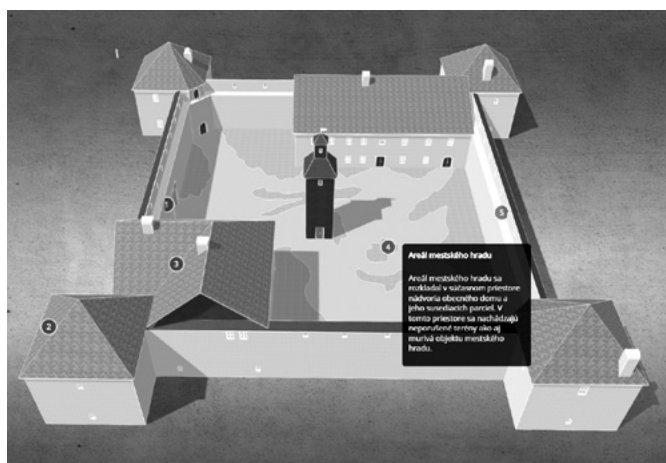 1
2
3
4
5
Areál mestského hradu
Areál mestského hradu sa
rozkladal v súčasnom priestore
nádvoria obecného domu a
jeho susediacich parciel. V
tomto priestore sa nachádzajú
neporušené terény ako aj
murivá objektu mestského
hradu.